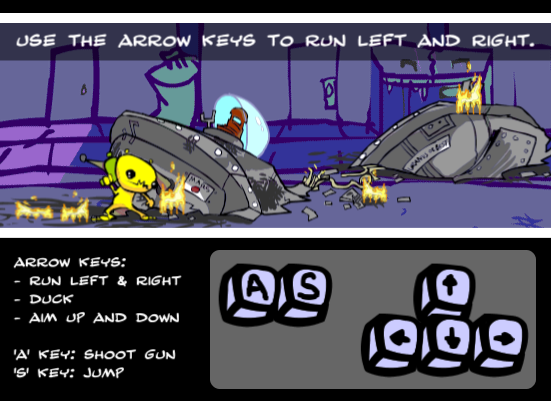 USE THE ARROW KEYS TO RUN LEFT AND RIGHT.
ARROW KEYS:
- RUN LEFT & RIGHT
- DUCK
- AIM UP AND DOWN
'A' KEY: SHOOT GUN
'S' KEY: JUMP
A S